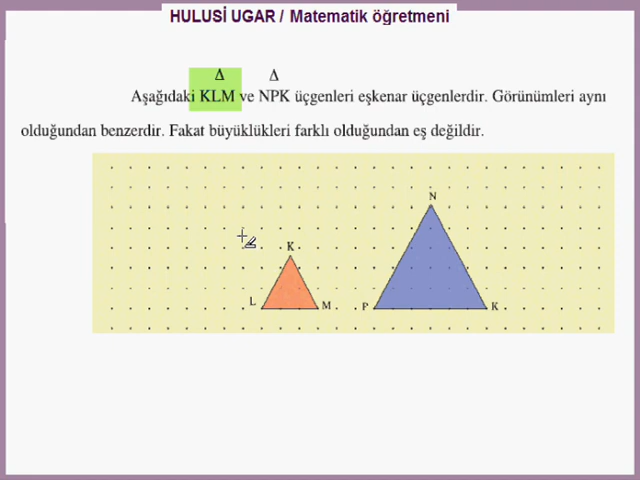 HULUSİ UGAR / Matematik öğretmeni
Δ Δ
Aşağıdaki KLM ve NPK üçgenleri eşkenar üçgenlerdir. Görünümleri aynı
olduğundan benzerdir. Fakat büyüklükleri farklı olduğundan eş değildir.
N
K
L M P K